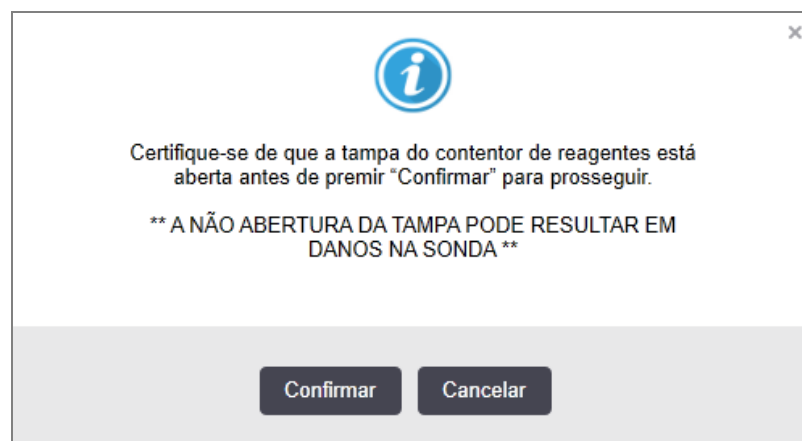 Certifique-se de que a tampa do contentor de reagentes está
aberta antes de premir “Confirmar” para prosseguir.
** A NÃO ABERTURA DA TAMPA PODE RESULTAR EM
DANOS NA SONDA **
Confirmar Cancelar